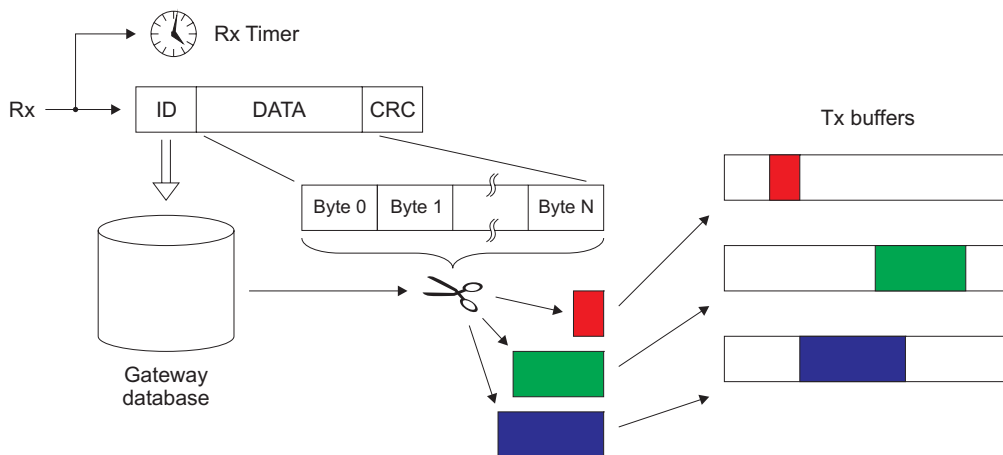 Rx Timer
Rx
ID
DATA
CRC
Tx buffers
Byte 0
Byte 1
Byte N
Gateway
database